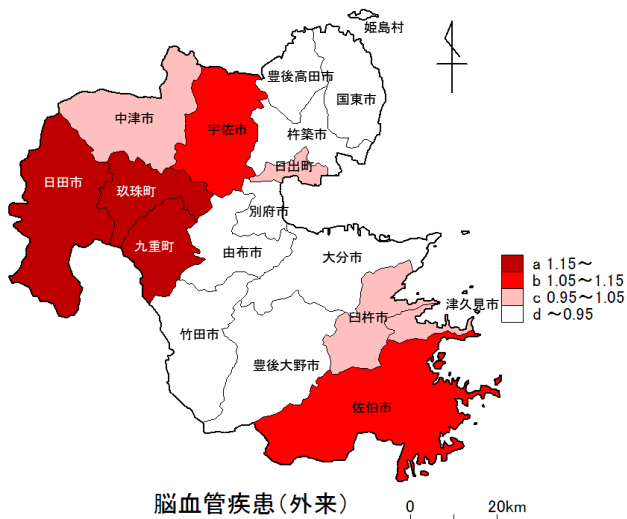 姫島村
豊後高田市
国東市
中津市
宇佐市
杵築市
日出町
日田市
玖珠町
別府市
九重町
由布市
大分市
a 1.15～
b 1.05～1.15
c 0.95～1.05
d ～0.95
津久見市
臼杵市
竹田市
豊後大野市
佐伯市
脳血管疾患（外来）
0 20km